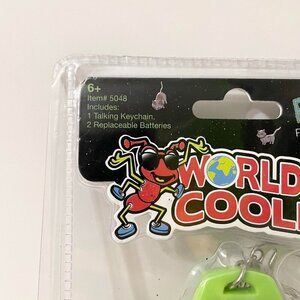 6+
Item# 5048
Includes:
1 Talking Keychain,
2 Replaceable Batteries
WORLD
COOL